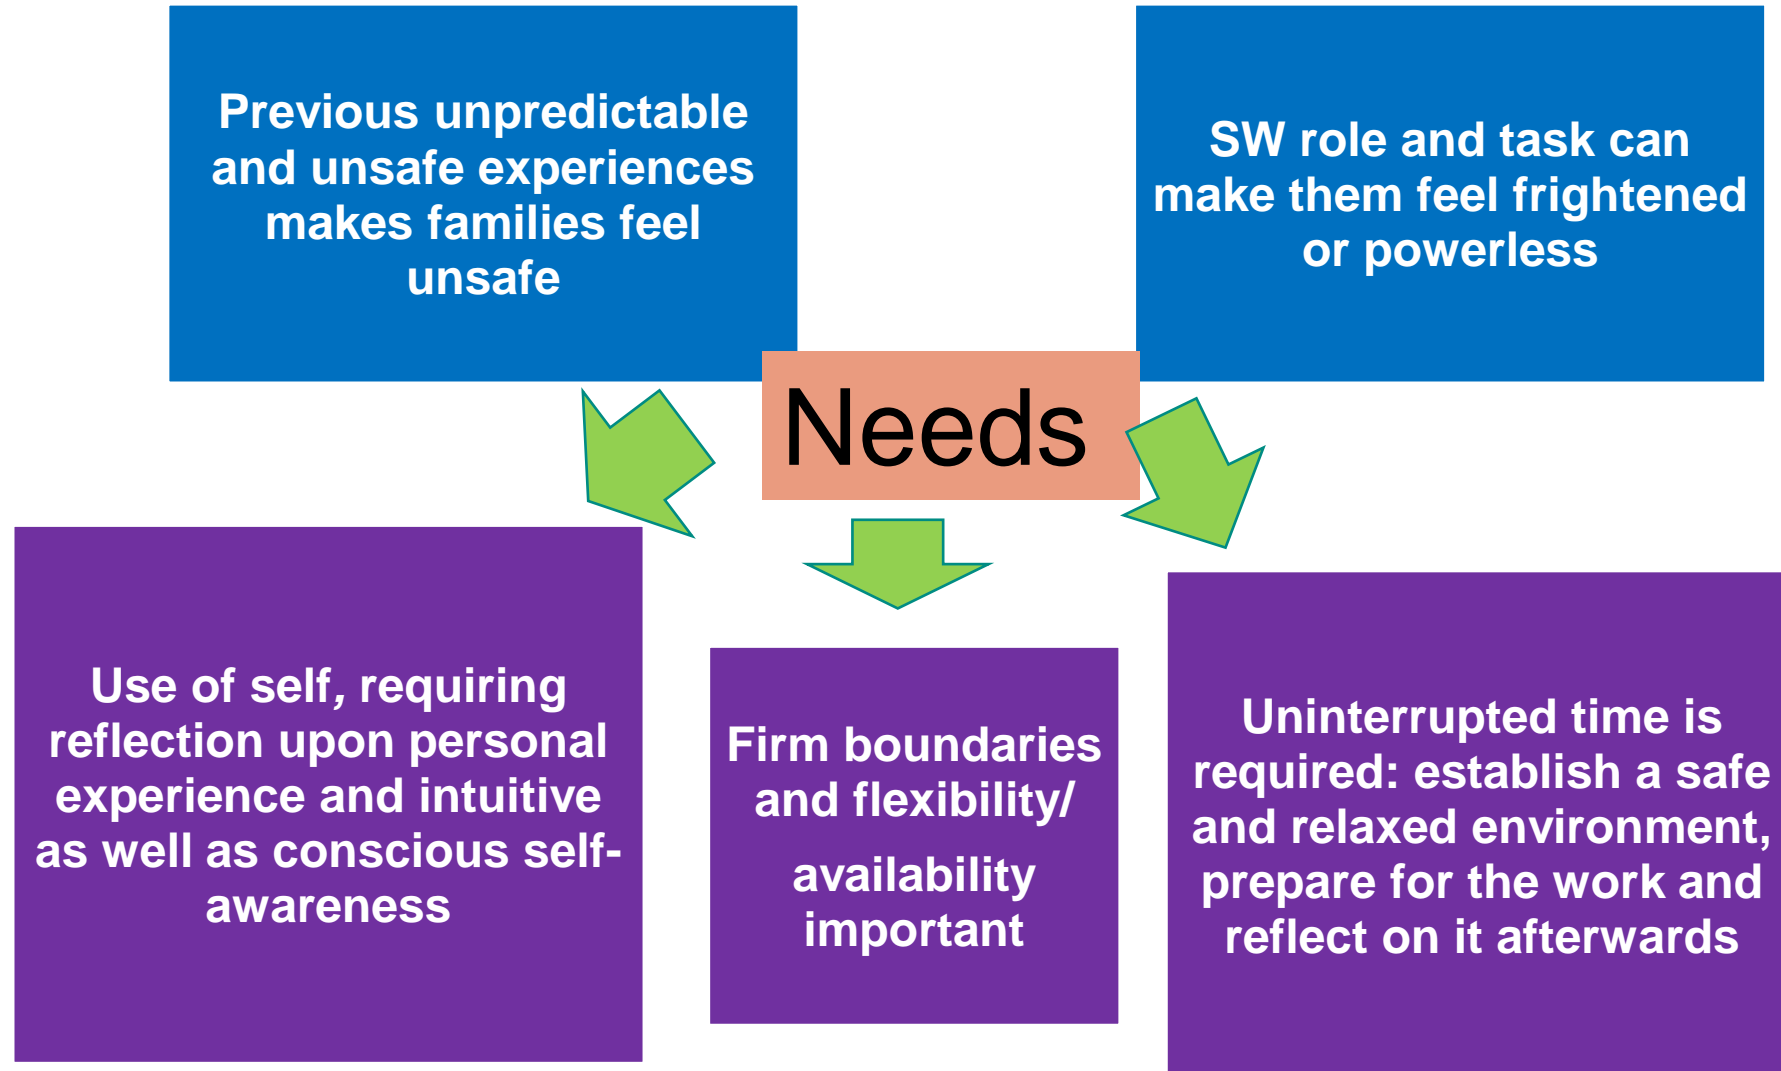 Previous unpredictable
and unsafe experiences
makes families feel
unsafe
SW role and task can
make them feel frightened
or powerless
Needs
Use of self, requiring
reflection upon personal
experience and intuitive
as well as conscious self-
awareness
Firm boundaries
and flexibility/
availability
important
Uninterrupted time is
required: establish a safe
and relaxed environment,
prepare for the work and
reflect on it afterwards